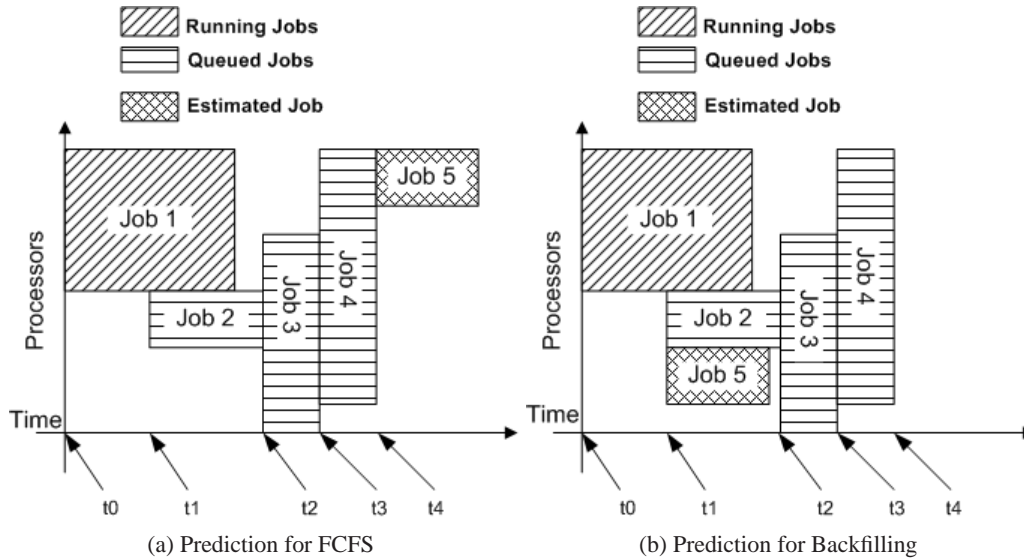 Running Jobs
Queued Jobs
Estimated Job
Processors
Time
Job 1
Job 2
Job 3
Job 4
Job 5
t0
t1
t2
t3
t4
(a) Prediction for FCFS
Running Jobs
Queued Jobs
Estimated Job
Processors
Time
Job 1
Job 2
Job 5
Job 3
Job 4
t0
t1
t2
t3
t4
(b) Prediction for Backfilling